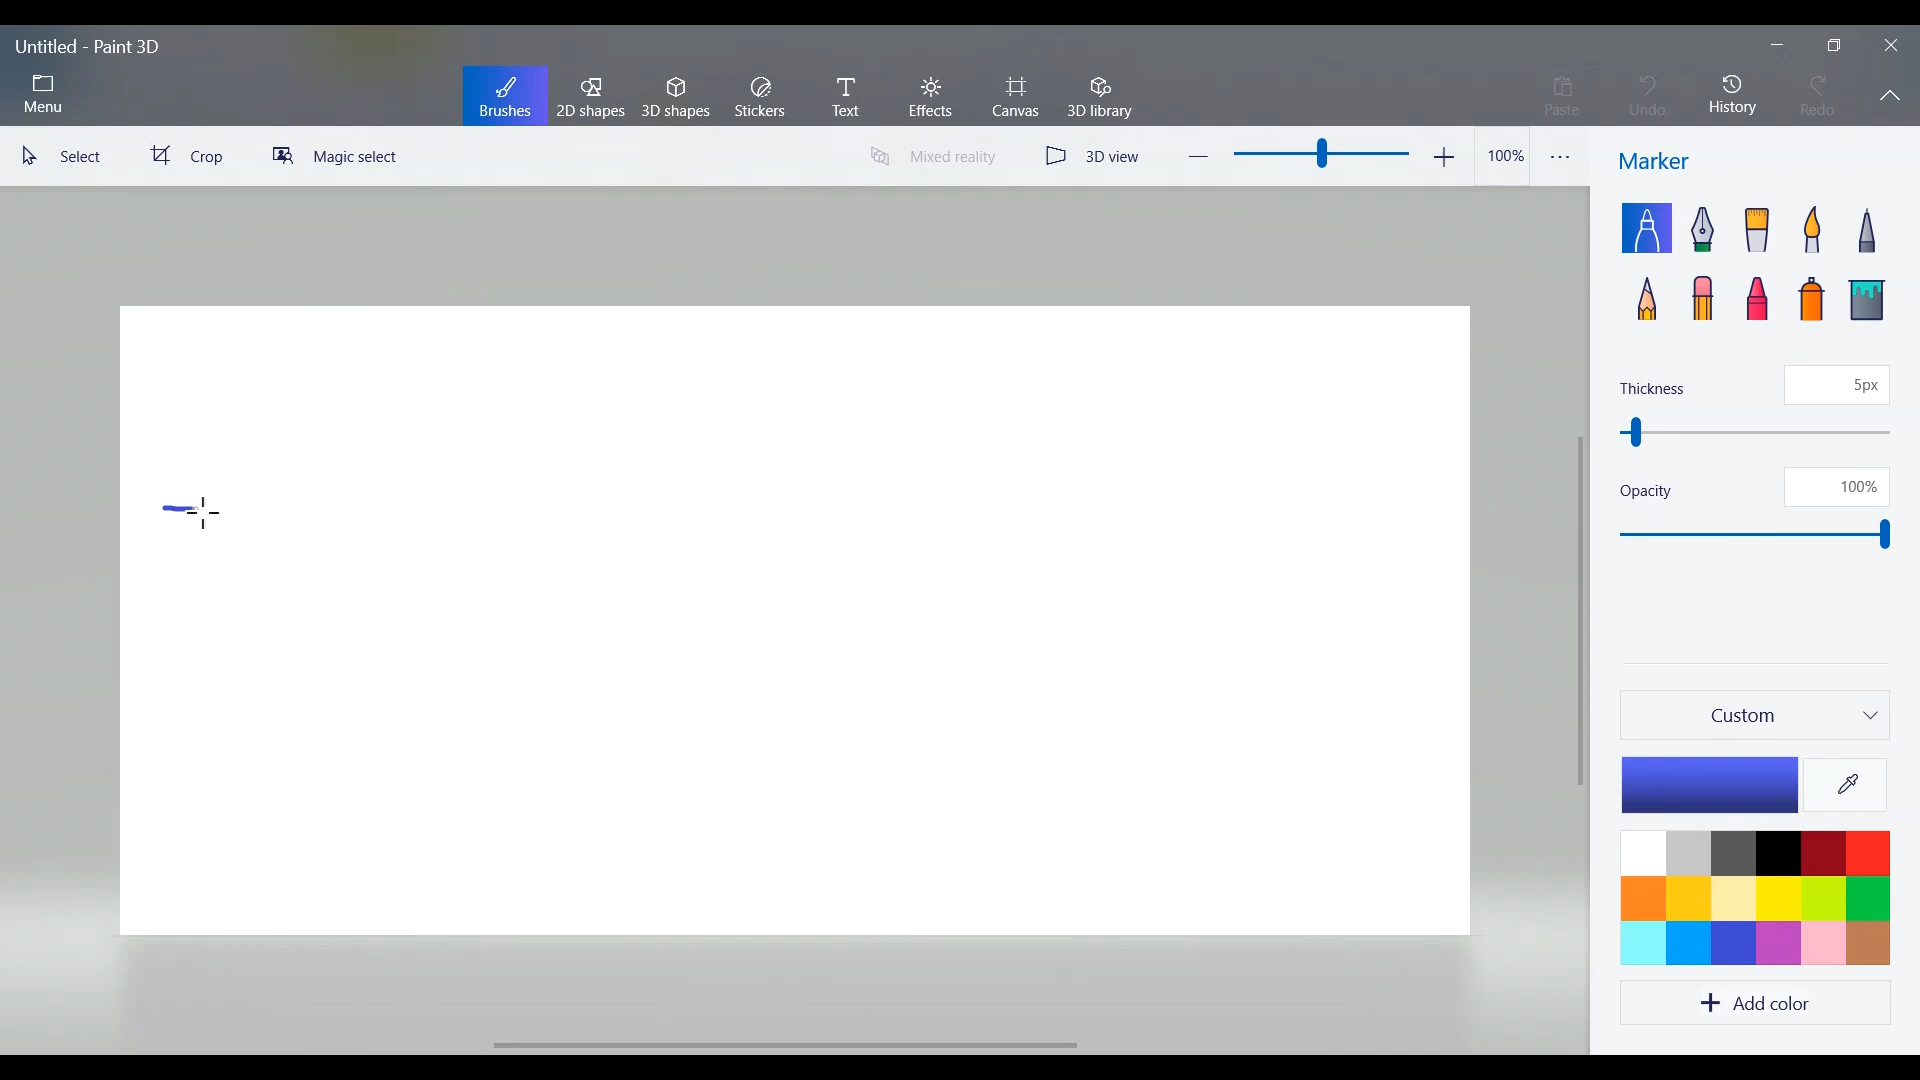 Untitled - Paint 3D
Menu
Brushes 2D shapes 3D shapes Stickers Text Effects Canvas 3D library Paste Undo History Redo
Select Crop Magic select Mixed reality 3D view 100%
Marker
Thickness 5px
Opacity 100%
Custom
Add color